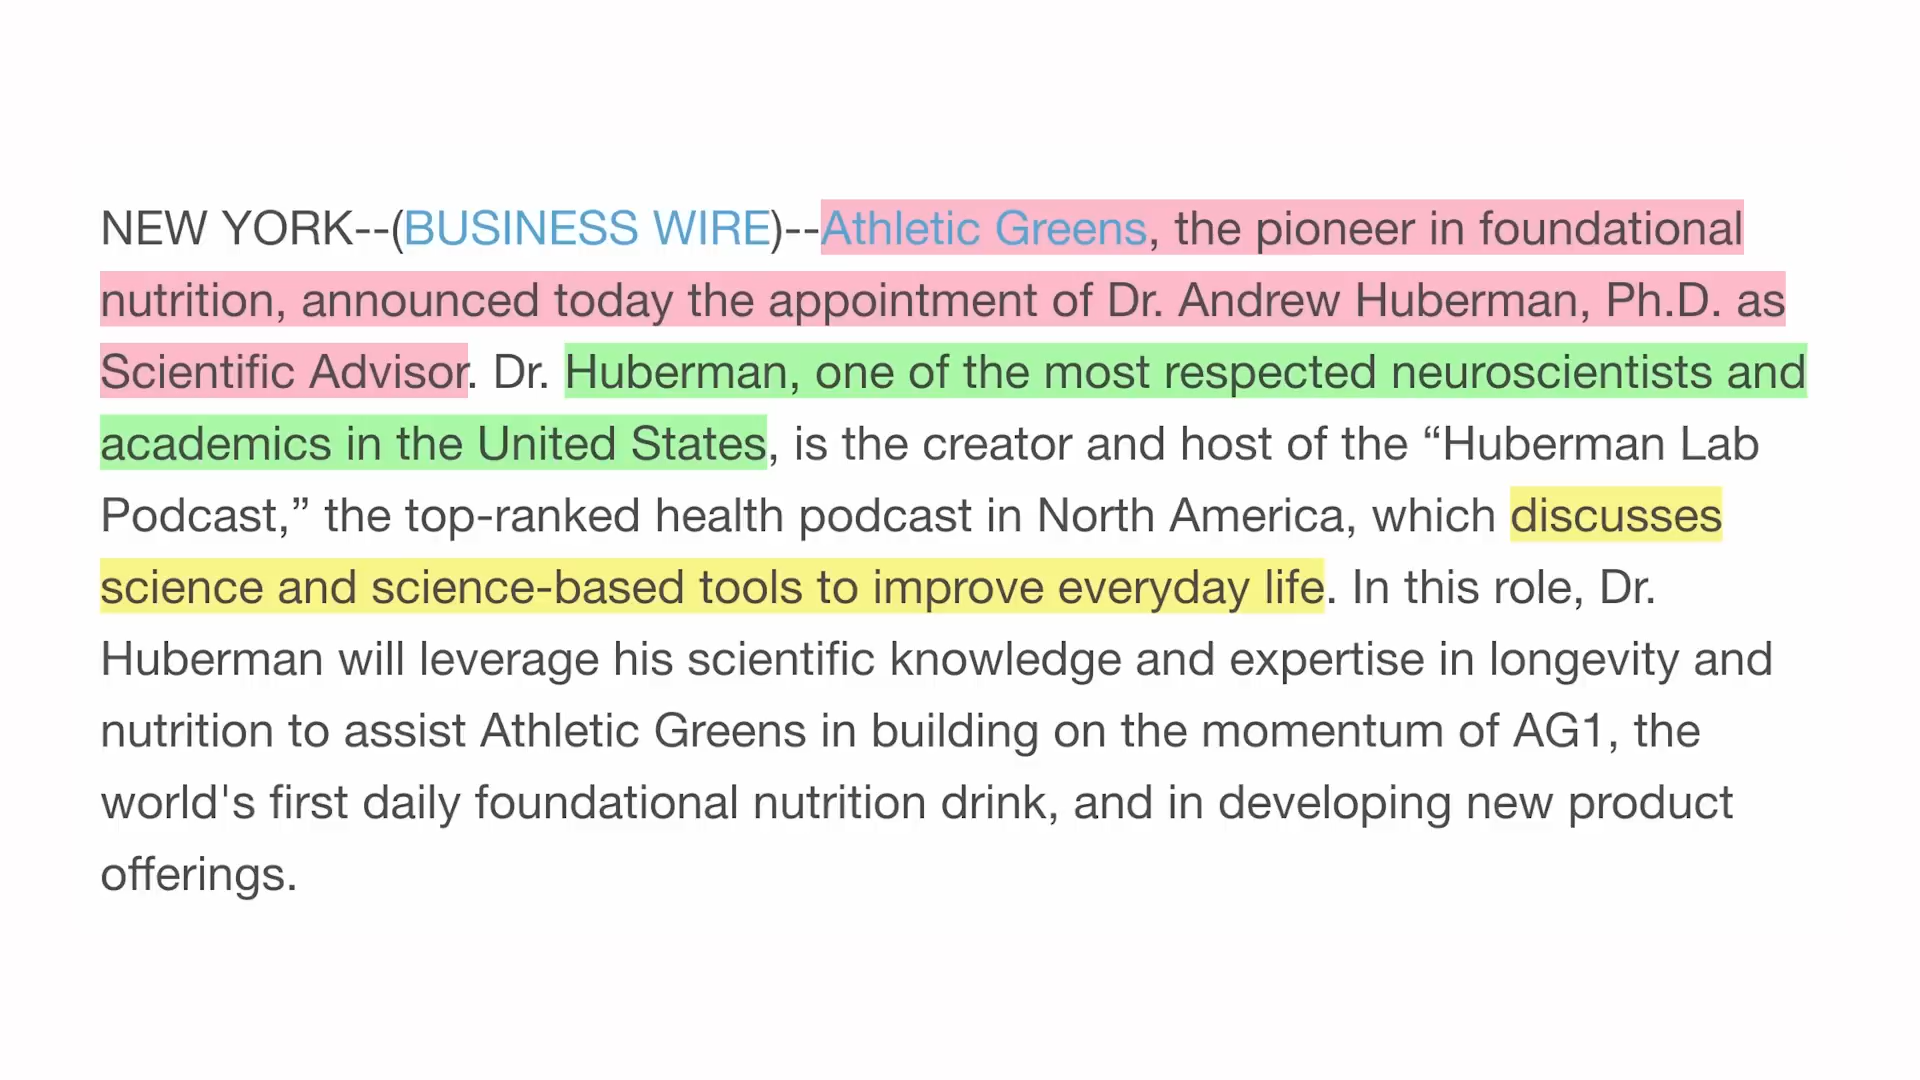 NEW YORK--(BUSINESS WIRE)--Athletic Greens, the pioneer in foundational
nutrition, announced today the appointment of Dr. Andrew Huberman, Ph.D. as
Scientific Advisor. Dr. Huberman, one of the most respected neuroscientists and
academics in the United States, is the creator and host of the “Huberman Lab
Podcast,” the top-ranked health podcast in North America, which discusses
science and science-based tools to improve everyday life. In this role, Dr.
Huberman will leverage his scientific knowledge and expertise in longevity and
nutrition to assist Athletic Greens in building on the momentum of AG1, the
world's first daily foundational nutrition drink, and in developing new product
offerings.